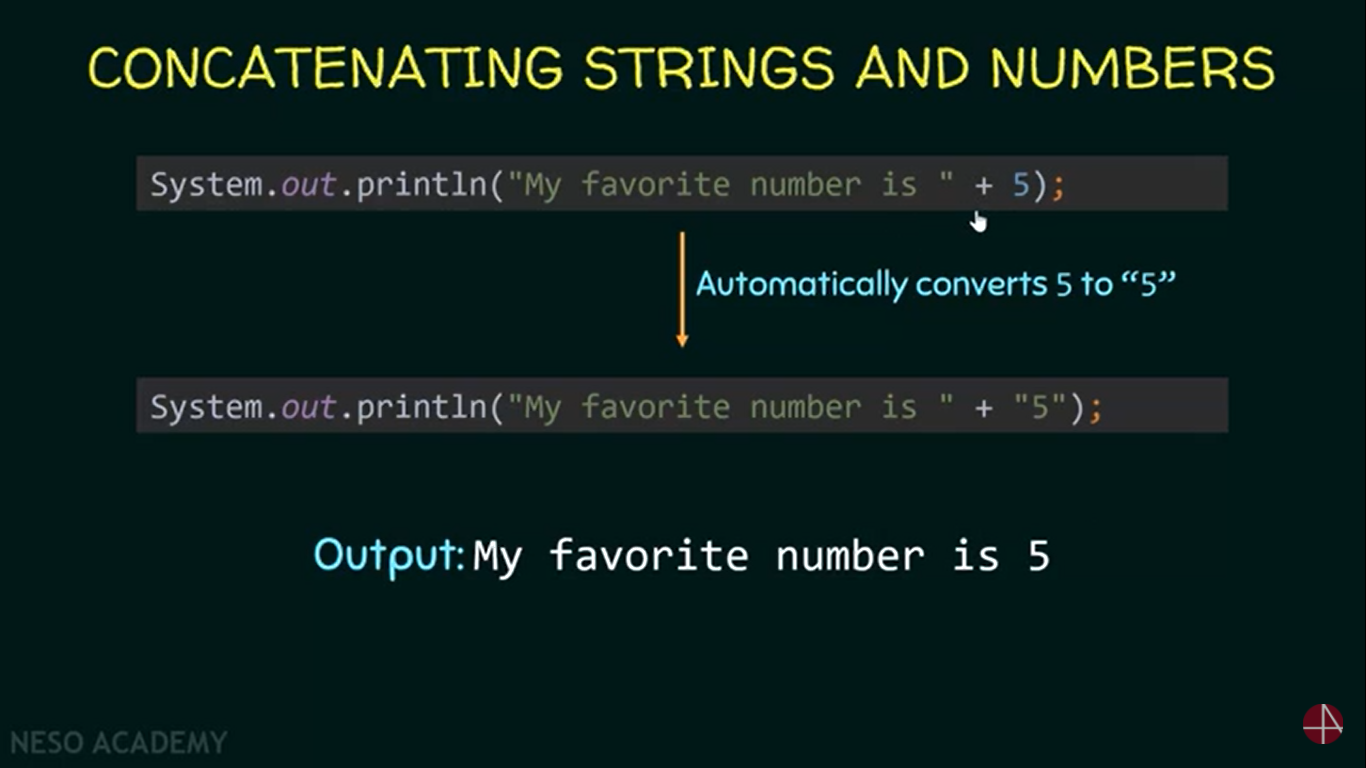 CONCATENATING STRINGS AND NUMBERS
System.out.println("My favorite number is " + 5);
Automatically converts 5 to “5”
System.out.println("My favorite number is " + "5");
Output: My favorite number is 5
NESO ACADEMY